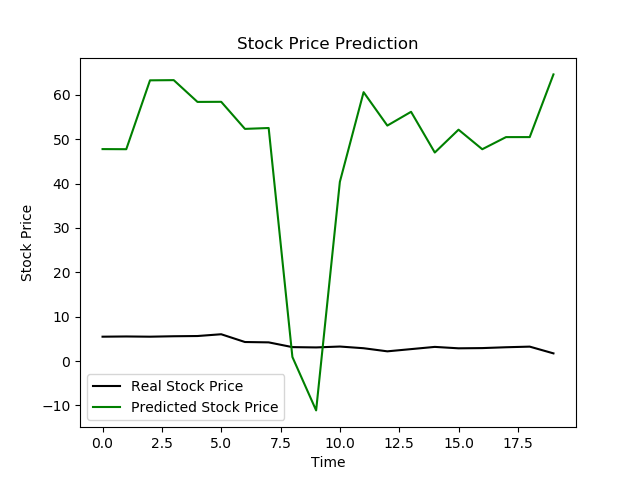 Stock Price Prediction
Stock Price
60
50
40
30
20
10
0
−10
Real Stock Price
Predicted Stock Price
0.0 2.5 5.0 7.5 10.0 12.5 15.0 17.5
Time